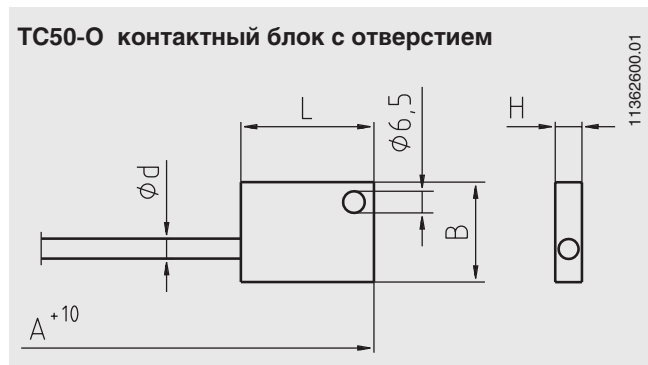 TC50-O контактный блок с отверстием
11362600.01
L
ϕ6,5
H
ϕd
B
A +10